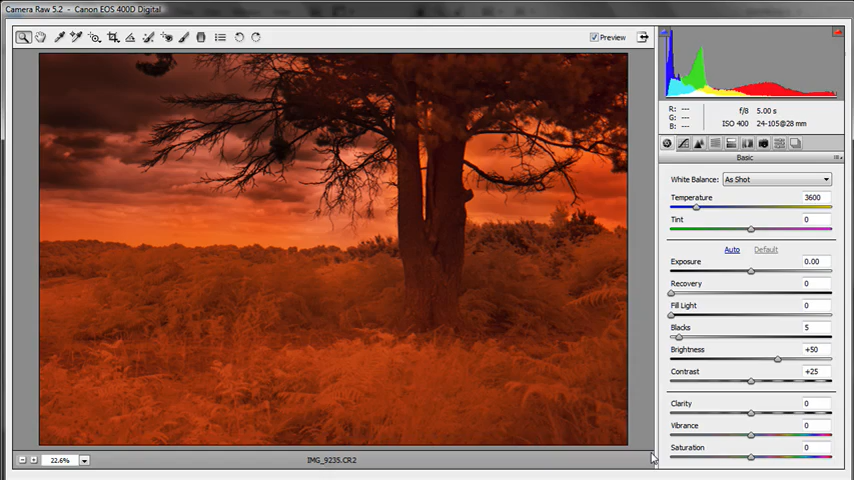 Camera Raw 5.2 - Canon EOS 400D Digital
Preview
R: ---
G: ---
B: ---
f/8 5.00 s
ISO 400 24-105@28 mm
Basic
White Balance: As Shot
Temperature 3600
Tint 0
Auto Default
Exposure 0.00
Recovery 0
Fill Light 0
Blacks 5
Brightness +50
Contrast +25
Clarity 0
Vibrance 0
Saturation 0
22.6%
IMG_9235.CR2